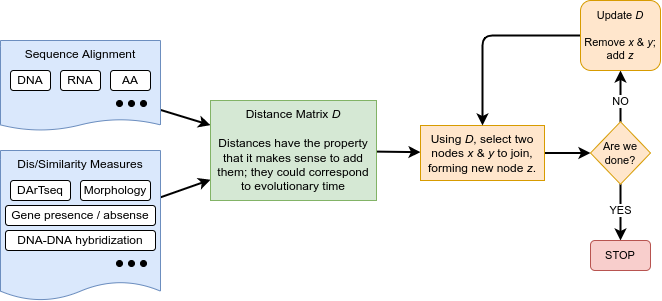 Sequence Alignment
DNA
RNA
AA
Dis/Similarity Measures
DArTseq
Morphology
Gene presence / absense
DNA-DNA hybridization
Distance Matrix D
Distances have the property
that it makes sense to add
them; they could correspond
to evolutionary time
Using D, select two
nodes x & y to join,
forming new node z.
Are we
done?
NO
Update D
Remove x & y;
add z
YES
STOP